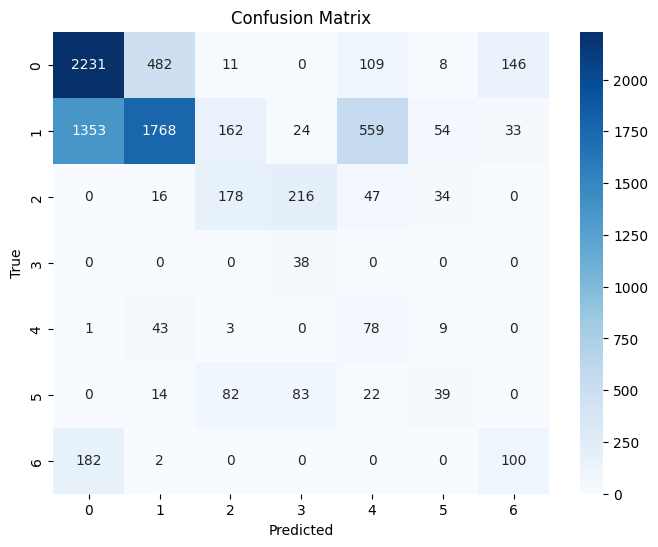 Confusion Matrix
0 2231 482 11 0 109 8 146
1 1353 1768 162 24 559 54 33
2 0 16 178 216 47 34 0
3 0 0 0 38 0 0 0
4 1 43 3 0 78 9 0
5 0 14 82 83 22 39 0
6 182 2 0 0 0 0 100
0 1 2 3 4 5 6
True
Predicted
2000
1750
1500
1250
1000
750
500
250
0